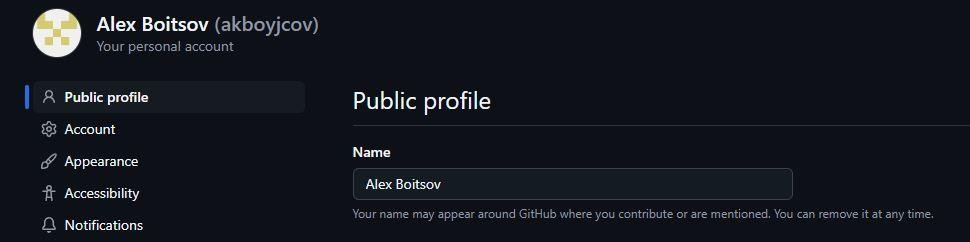 Alex Boitsov (akboyjcov)
Your personal account
Public profile
Account
Appearance
Accessibility
Notifications
Public profile
Name
Alex Boitsov
Your name may appear around GitHub where you contribute or are mentioned. You can remove it at any time.